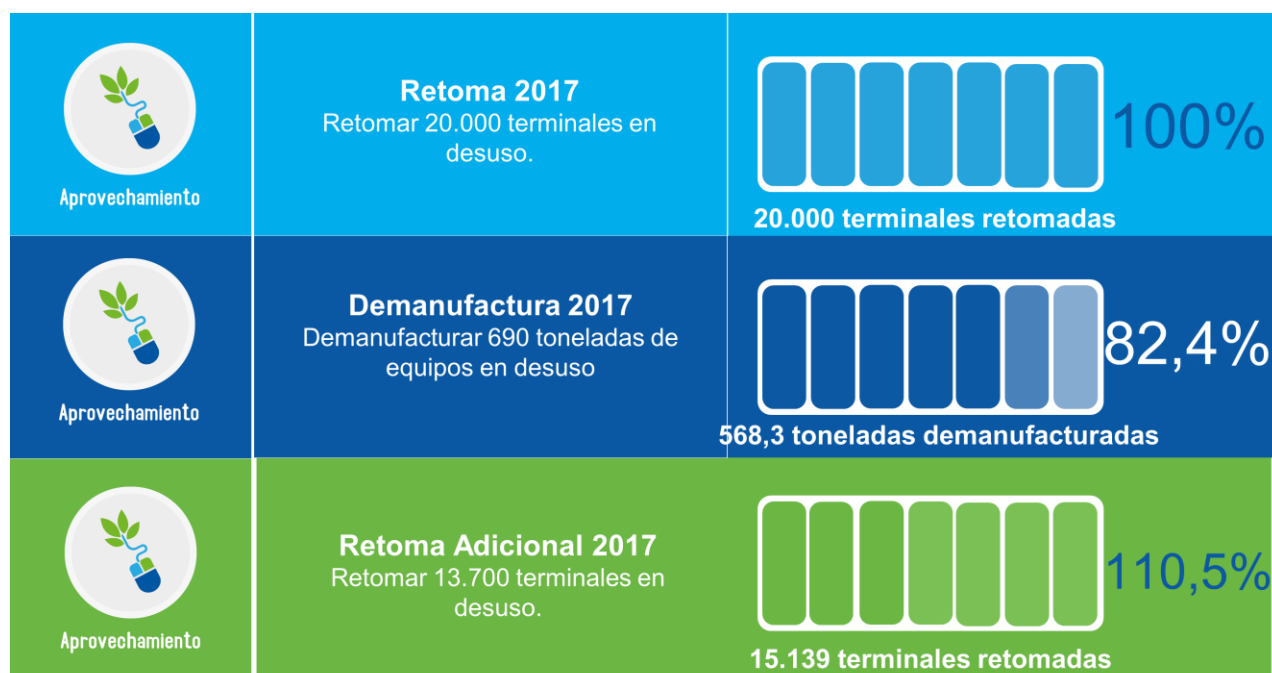 Aprovechamiento
Retoma 2017
Retomar 20.000 terminales en
desuso.
100%
20.000 terminales retomadas
Aprovechamiento
Demanufactura 2017
Demanufacturar 690 toneladas de
equipos en desuso
82,4%
568,3 toneladas demanufacturadas
Aprovechamiento
Retoma Adicional 2017
Retomar 13.700 terminales en
desuso.
110,5%
15.139 terminales retomadas